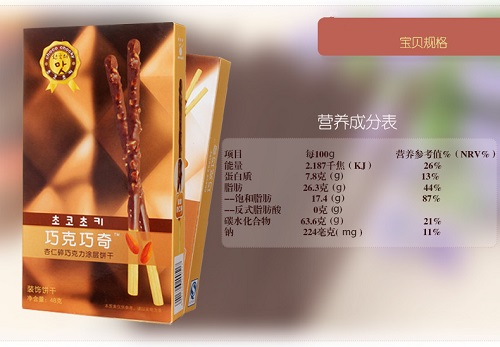 宝贝规格
营养成分表
项目 每100g 营养参考值%（NRV%）
能量 2.187千焦（KJ） 26%
蛋白质 7.8克 (g) 13%
脂肪 26.3克 (g) 44%
---饱和脂肪 17.4 (g) 87%
---反式脂肪酸 0克 (g)
碳水化合物 63.6克 (g) 21%
钠 224毫克( mg ) 11%
맛
초코초키
巧克巧奇™
杏仁碎巧克力涂层饼干
装饰饼干